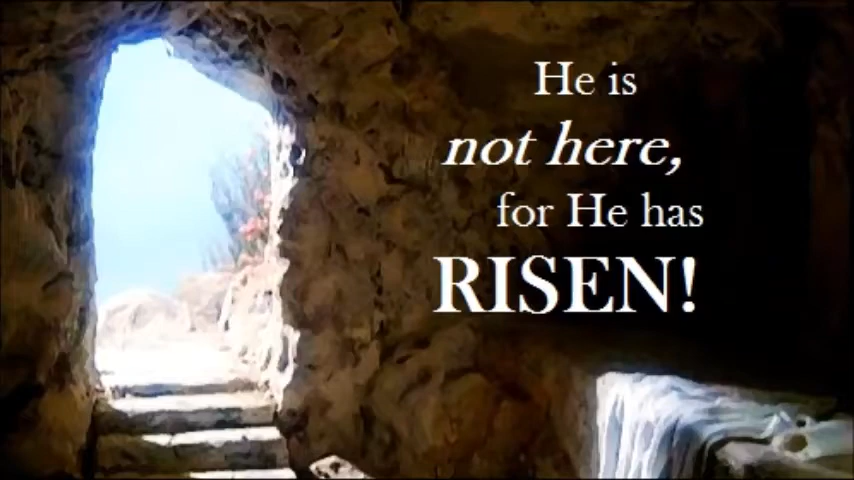 He is
not here,
for He has
RISEN!